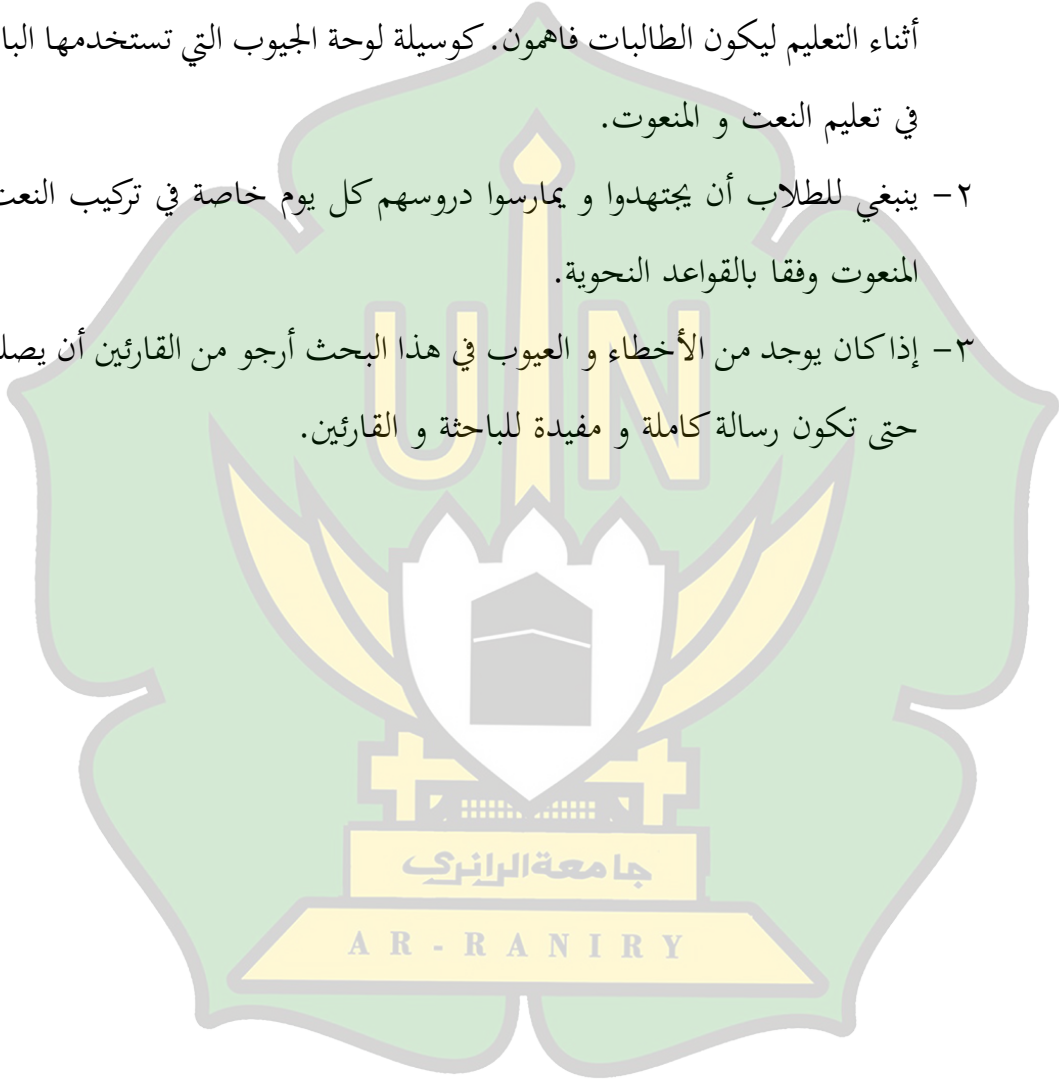 أثناء التعليم ليكون الطالبات فاهمون. كوسيلة لوحة الجيوب التي تستخدمها
في تعليم النعت و المنعوت.
٢- ينبغي للطلاب أن يجتهدوا و يمارسوا دروسهم كل يوم خاصة في تركيب النعت
المنعوت وفقا بالقواعد النحوية.
٣- إذا كان يوجد من الأخطاء و العيوب في هذا البحث أرجو من القارئين أن
حتى تكون رسالة كاملة و مفيدة للباحثة و القارئين.
UIN
جامعة الرانري
AR-RANIRY